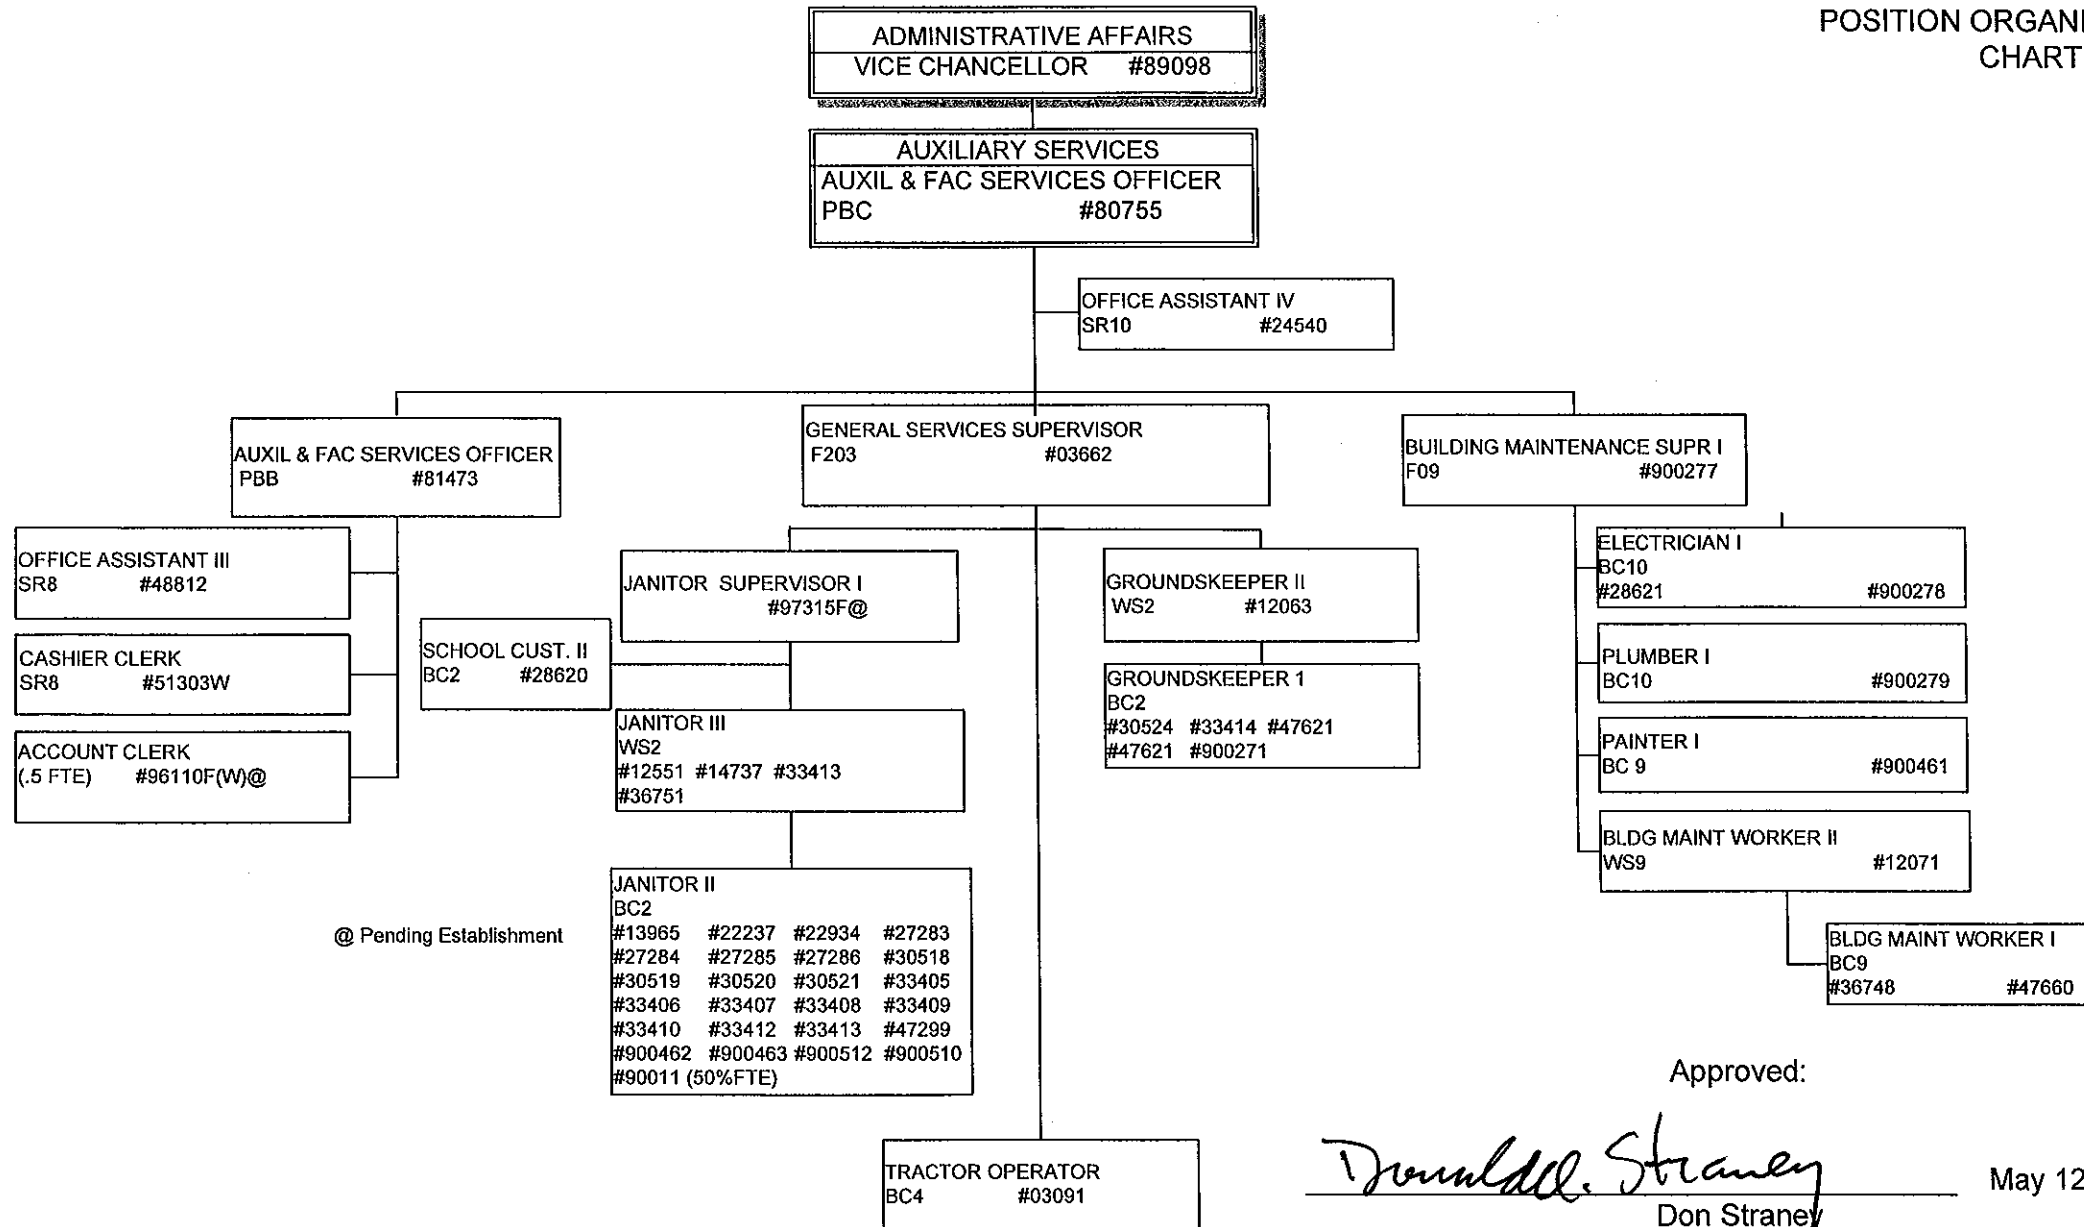 POSITION ORGANI
CHART
ADMINISTRATIVE AFFAIRS
VICE CHANCELLOR #89098
AUXILIARY SERVICES
AUXIL & FAC SERVICES OFFICER
PBC #80755
OFFICE ASSISTANT IV
SR10 #24540
AUXIL & FAC SERVICES OFFICER
PBB #81473
GENERAL SERVICES SUPERVISOR
F203 #03662
BUILDING MAINTENANCE SUPR I
F09 #900277
OFFICE ASSISTANT III
SR8 #48812
CASHIER CLERK
SR8 #51303W
ACCOUNT CLERK
(.5 FTE) #96110F(W)@
JANITOR SUPERVISOR I
#97315F@
SCHOOL CUST. II
BC2 #28620
JANITOR III
WS2
#12551 #14737 #33413
#36751
JANITOR II
BC2
#13965 #22237 #22934 #27283
#27284 #27285 #27286 #30518
#30519 #30520 #30521 #33405
#33406 #33407 #33408 #33409
#33410 #33412 #33413 #47299
#900462 #900463 #900512 #900510
#90011 (50%FTE)
@ Pending Establishment
GROUNDSKEEPER II
WS2 #12063
GROUNDSKEEPER 1
BC2
#30524 #33414 #47621
#47621 #900271
TRACTOR OPERATOR
BC4 #03091
ELECTRICIAN I
BC10
#28621 #900278
PLUMBER I
BC10 #900279
PAINTER I
BC 9 #900461
BLDG MAINT WORKER II
WS9 #12071
BLDG MAINT WORKER I
BC9
#36748 #47660
Approved:
Donald O. Straney
May 12
Don Straney